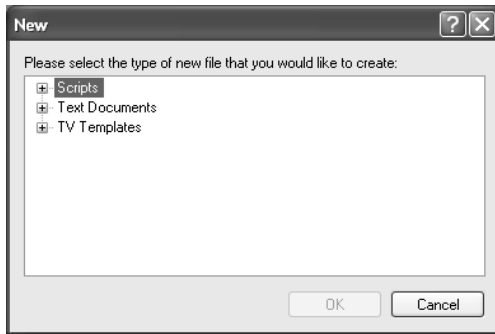 New
Please select the type of new file that you would like to create:
Scripts
Text Documents
TV Templates
OK Cancel